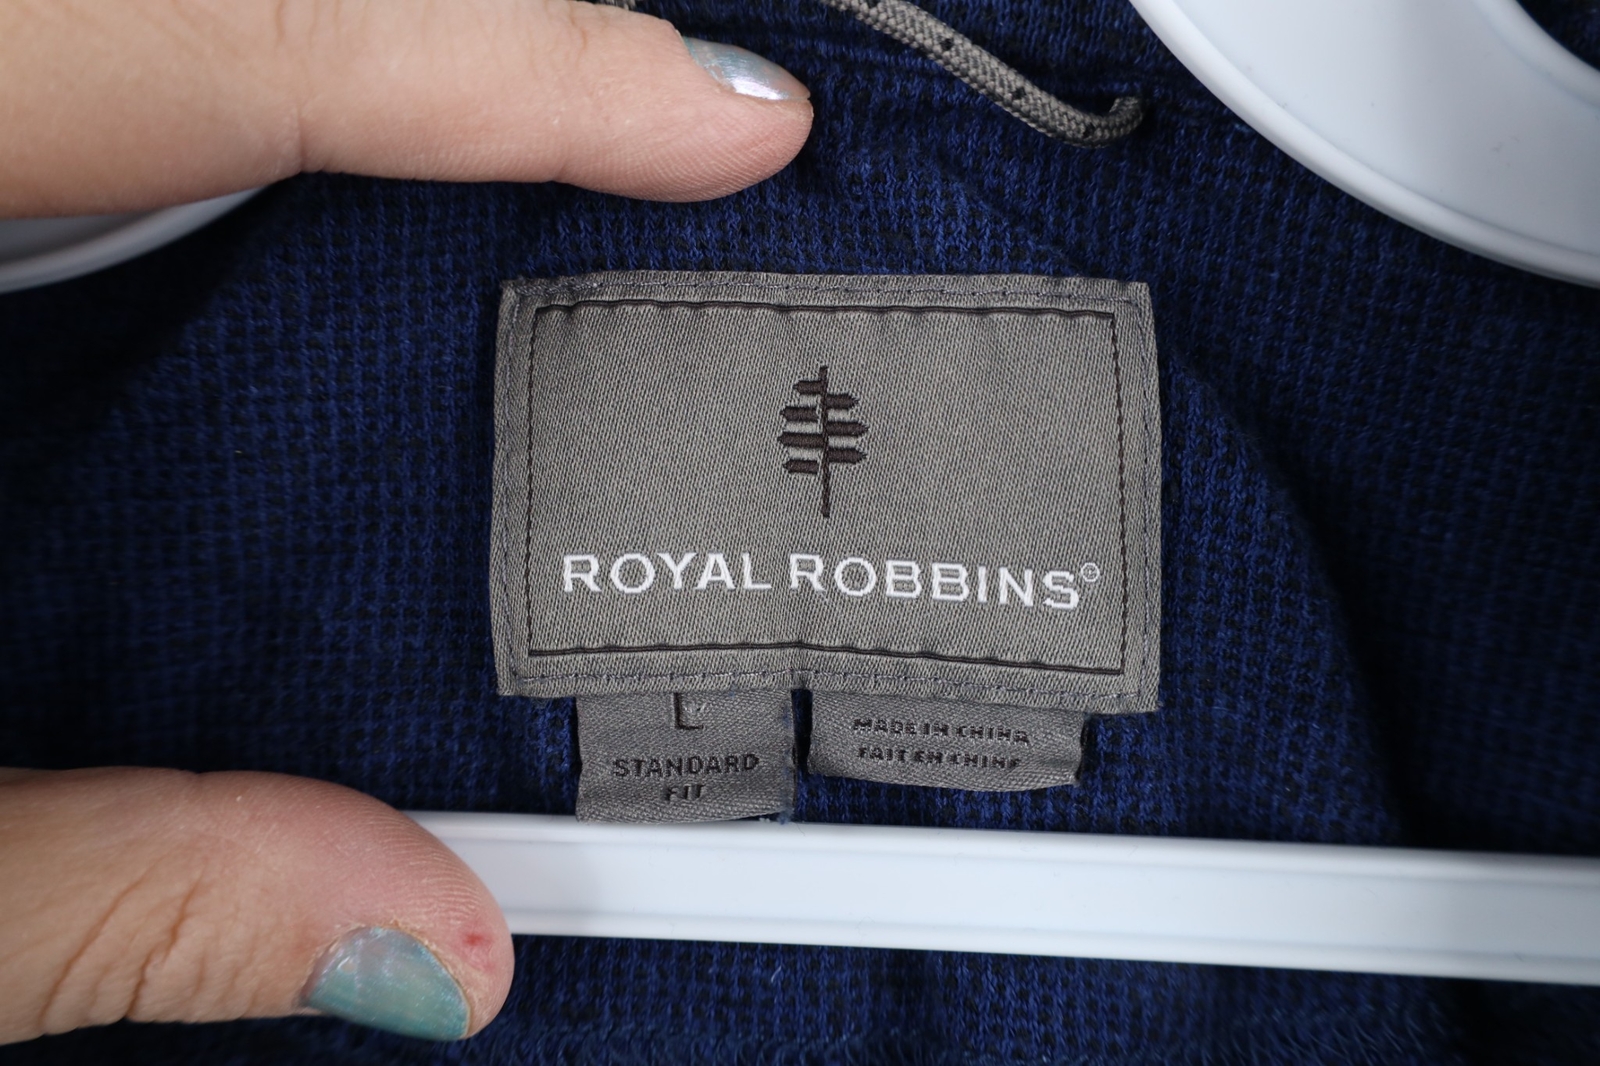 ROYAL ROBBINS®
L
STANDARD
FIT
MADE IN CHINA
FAIT EN CHINE